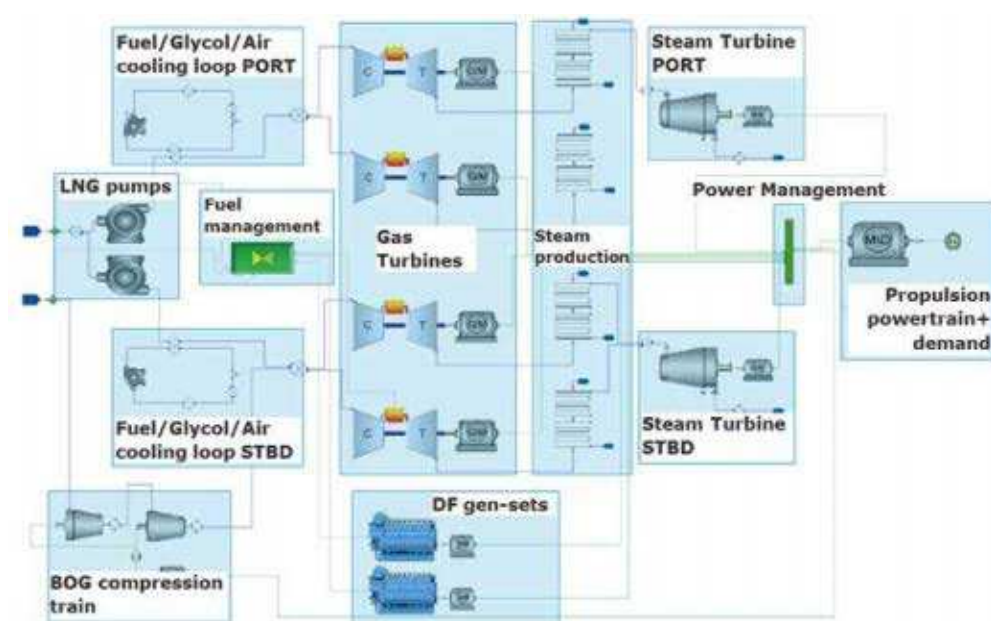 Fuel/Glycol/Air
cooling loop PORT
Steam Turbine
PORT
C
T
G/M
LNG pumps
Fuel
management
C
T
G/M
Gas
Turbines
Steam
production
Power Management
M/G
Propulsion
powertrain+
demand
C
T
G/M
Fuel/Glycol/Air
cooling loop STBD
C
T
G/M
Steam Turbine
STBD
DF gen-sets
BOG compression
train